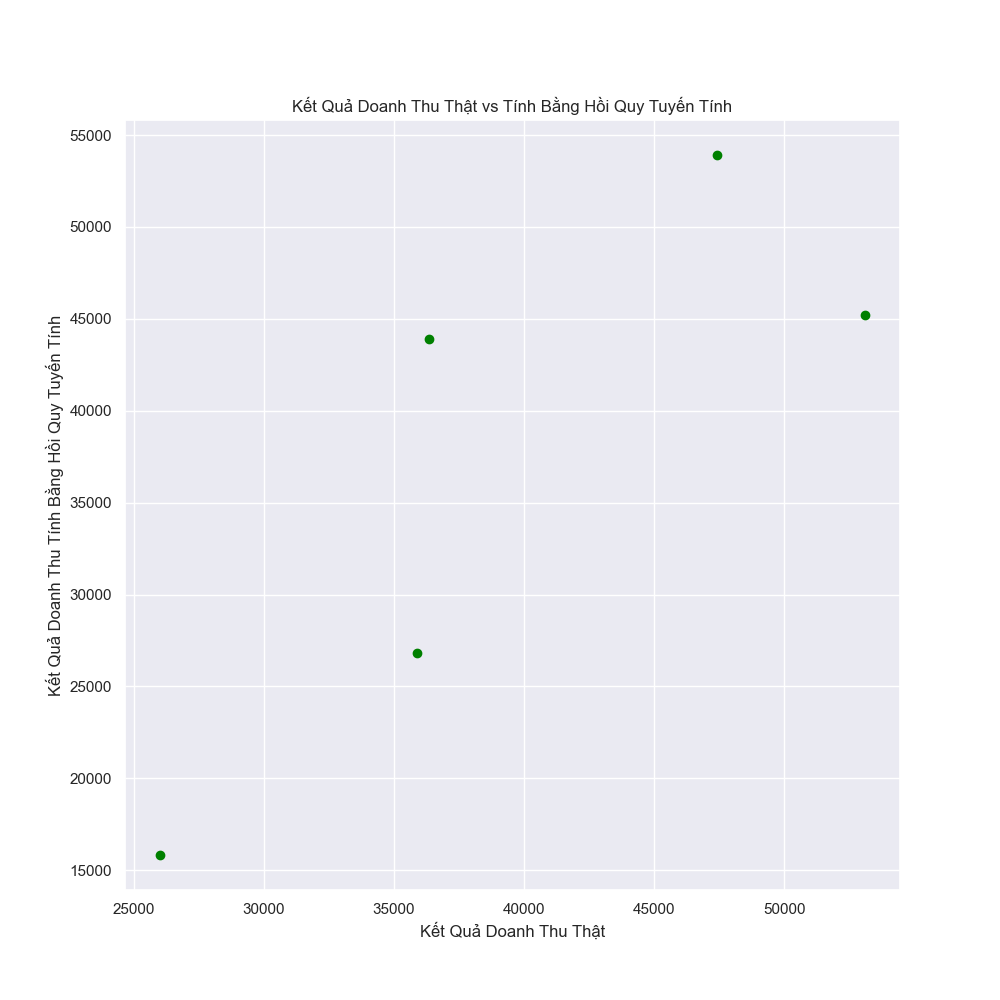 Kết Quả Doanh Thu Thật vs Tính Bằng Hồi Quy Tuyến Tính
55000
50000
45000
40000
35000
30000
25000
20000
15000
Kết Quả Doanh Thu Tính Bằng Hồi Quy Tuyến Tính
25000 30000 35000 40000 45000 50000
Kết Quả Doanh Thu Thật